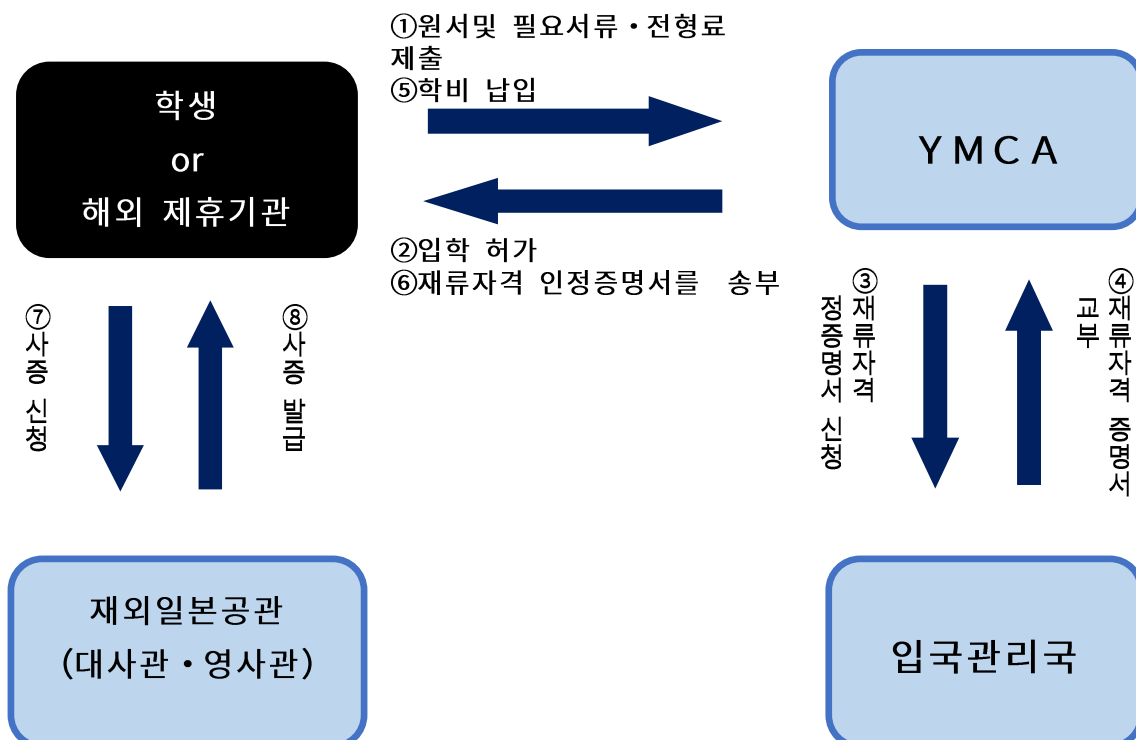 ①원서및 필요서류・전형료
제출
⑤학비 납입
학생
or
해외 제휴기관
YMCA
②입학 허가
⑥재류자격 인정증명서를 송부
⑦사증 신청
⑧사증 발급
③재류자격
정증명서 신청
④재류자격 증명서
교부
재외일본공관
(대사관・영사관)
입국관리국